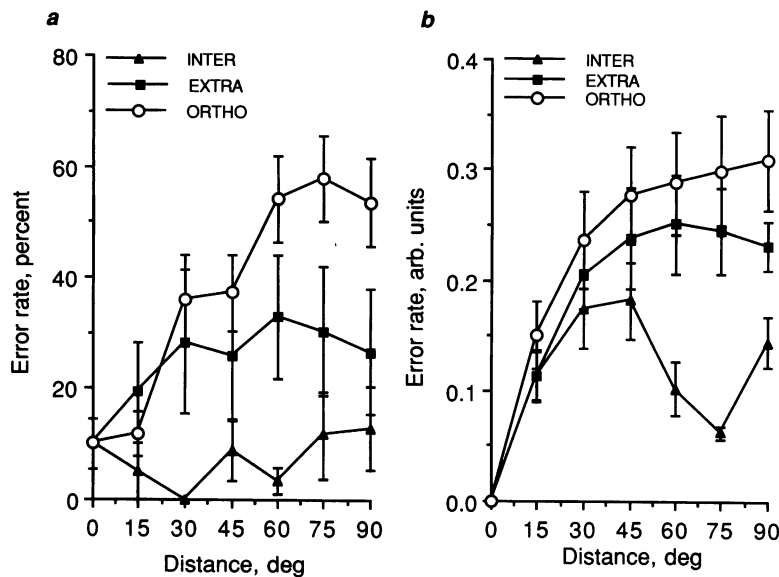 a
80
60
40
20
0
0 15 30 45 60 75 90
Error rate, percent
Distance, deg
INTER
EXTRA
ORTHO
b
0.4
0.3
0.2
0.1
0.0
0 15 30 45 60 75 90
Error rate, arb. units
Distance, deg
INTER
EXTRA
ORTHO